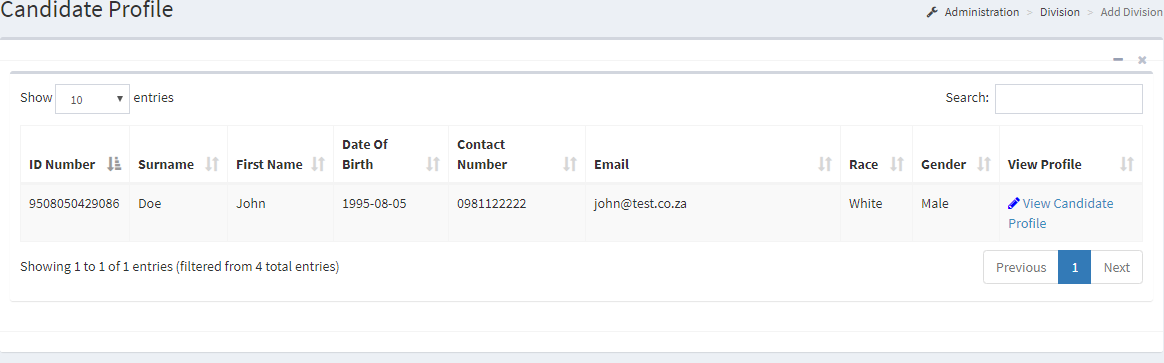 Candidate Profile
Administration > Division > Add Division
Show 10 entries
Search:
ID Number Surname First Name Date Of Birth Contact Number Email Race Gender View Profile
9508050429086 Doe John 1995-08-05 0981122222 john@test.co.za White Male View Candidate Profile
Showing 1 to 1 of 1 entries (filtered from 4 total entries)
Previous 1 Next